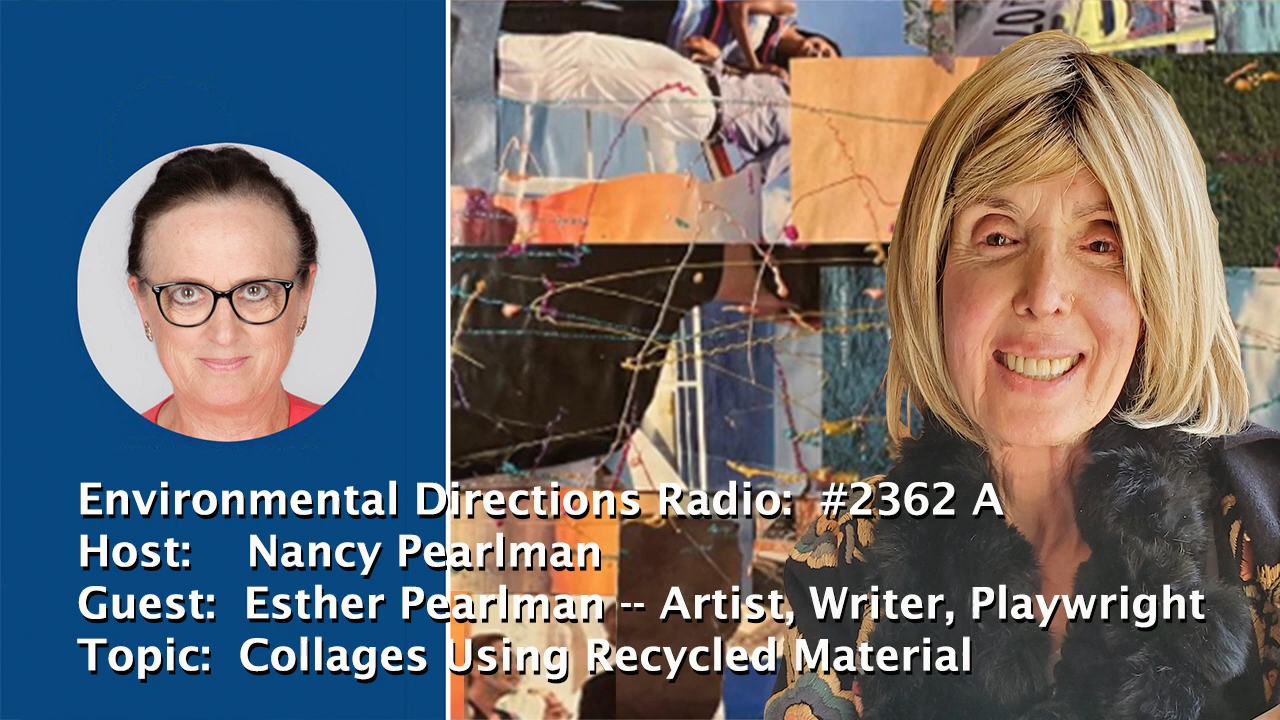 Environmental Directions Radio: #2362 A
Host: Nancy Pearlman
Guest: Esther Pearlman -- Artist, Writer, Playwright
Topic: Collages Using Recycled Material